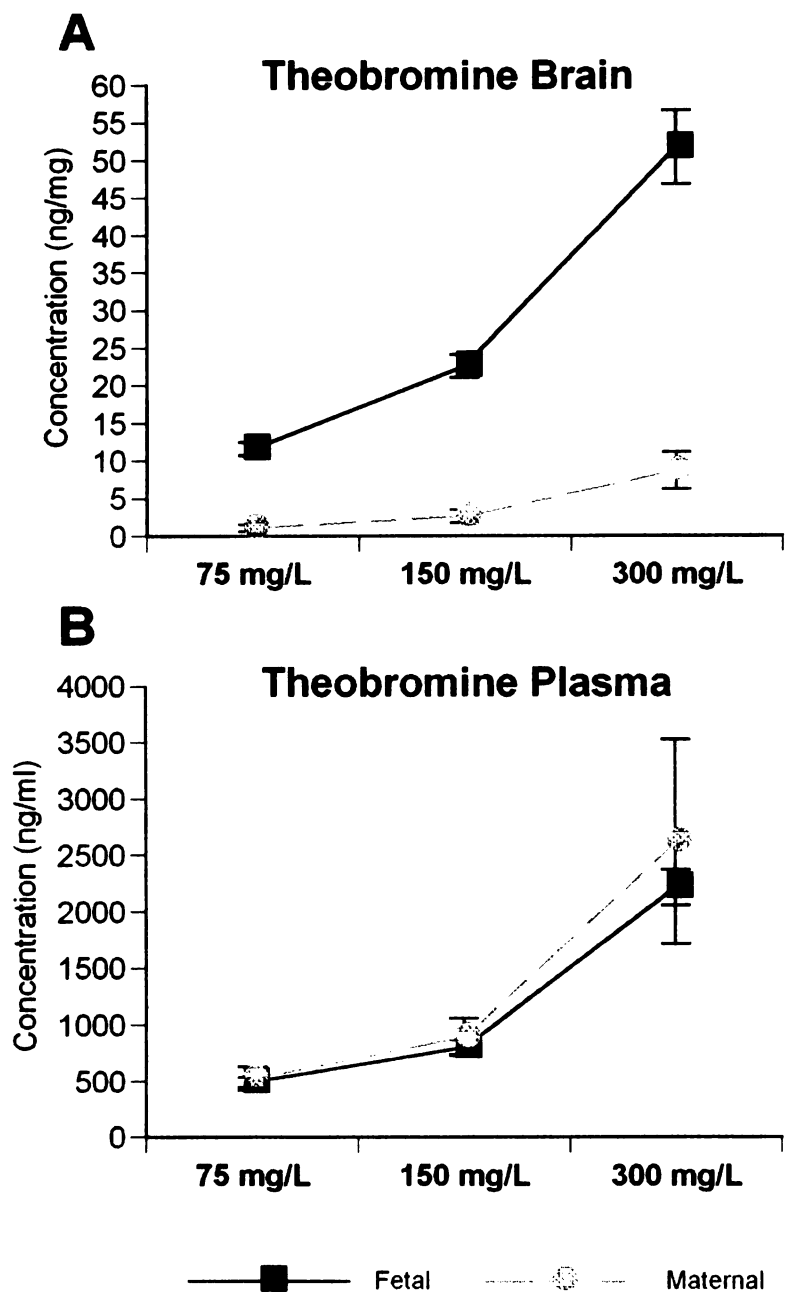 A
Theobromine Brain
Concentration (ng/mg)
60
55
50
45
40
35
30
25
20
15
10
5
0
75 mg/L 150 mg/L 300 mg/L
B
Theobromine Plasma
Concentration (ng/ml)
4000
3500
3000
2500
2000
1500
1000
500
0
75 mg/L 150 mg/L 300 mg/L
Fetal Maternal